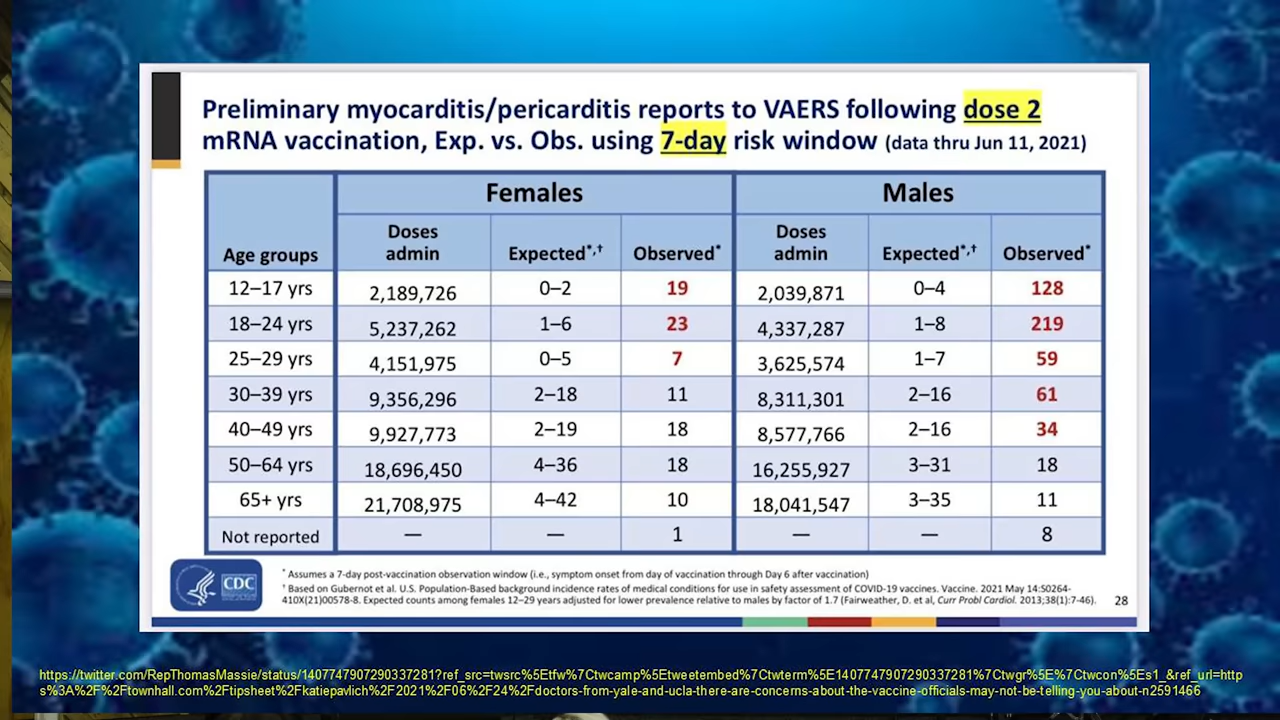 Preliminary myocarditis/pericarditis reports to VAERS following dose 2
mRNA vaccination, Exp. vs. Obs. using 7-day risk window (data thru Jun 11, 2021)
Females Males
Age groups Doses admin Expected*,† Observed* Doses admin Expected*,† Observed*
12–17 yrs 2,189,726 0–2 19 2,039,871 0–4 128
18–24 yrs 5,237,262 1–6 23 4,337,287 1–8 219
25–29 yrs 4,151,975 0–5 7 3,625,574 1–7 59
30–39 yrs 9,356,296 2–18 11 8,311,301 2–16 61
40–49 yrs 9,927,773 2–19 18 8,577,766 2–16 34
50–64 yrs 18,696,450 4–36 18 16,255,927 3–31 18
65+ yrs 21,708,975 4–42 10 18,041,547 3–35 11
Not reported — — 1 — — 8
CDC
* Assumes a 7-day post-vaccination observation window (i.e., symptom onset from day of vaccination through Day 6 after vaccination)
† Based on Gubernot et al. U.S. Population-Based background incidence rates of medical conditions for use in safety assessment of COVID-19 vaccines. Vaccine. 2021 May 14:S0264-
410X(21)00578-8. Expected counts among females 12–29 years adjusted for lower prevalence relative to males by factor of 1.7 (Fairweather, D. et al, Curr Probl Cardiol. 2013;38(1):7-46).
28
https://twitter.com/RepThomasMassie/status/1407747907290337281?ref_src=twsrc%5Etfw%7Ctwcamp%5Etweetembed%7Ctwterm%5E1407747907290337281%7Ctwgr%5E%7Ctwcon%5Es1_&ref_url=http
s%3A%2F%2Ftownhall.com%2Ftipsheet%2Fkatiepavlich%2F2021%2F06%2F24%2Fdoctors-from-yale-and-ucla-there-are-concerns-about-the-vaccine-officials-may-not-be-telling-you-about-n2591466